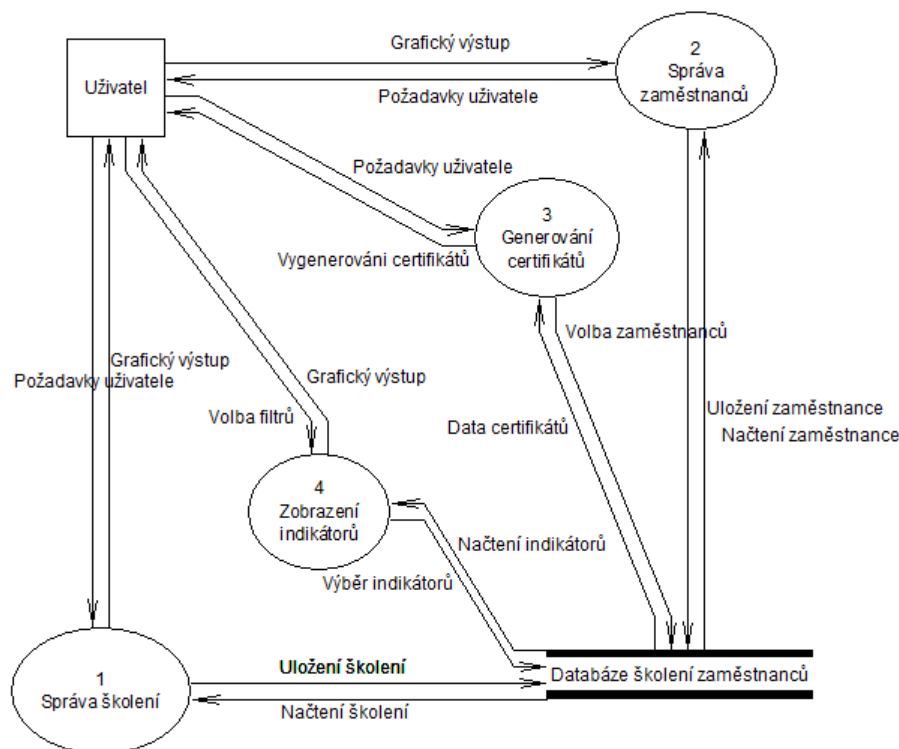 Grafický výstup
2
Správa
zaměstnanců
Uživatel
Požadavky uživatele
Požadavky uživatele
3
Generování
certifikátů
Vygenerováni certifikátů
Volba zaměstnanců
Grafický výstup
Požadavky uživatele
Grafický výstup
Volba filtrů
Data certifikátů
Uložení zaměstnance
Načtení zaměstnance
4
Zobrazení
indikátorů
Načtení indikátorů
Výběr indikátorů
1
Správa školení
Uložení školení
Načtení školení
Databáze školení zaměstnanců